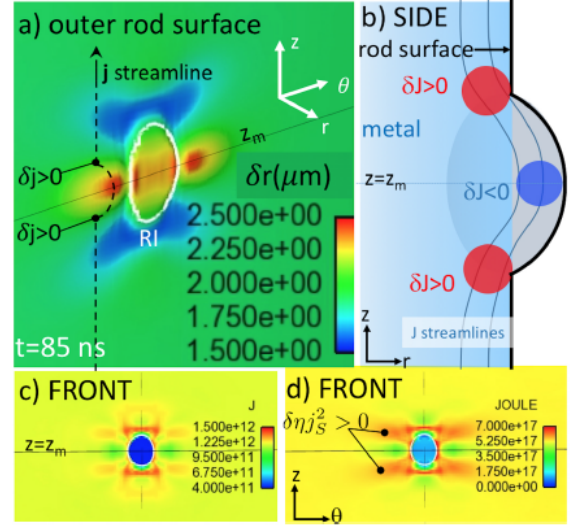 a) outer rod surface
j streamline
z
θ
r
z_m
δj>0
δj>0
RI
δr(μm)
2.500e+00
2.250e+00
2.000e+00
1.750e+00
1.500e+00
t=85 ns
b) SIDE
rod surface
δJ>0
metal
z=z_m
δJ<0
δJ>0
J streamlines
z
r
c) FRONT
J
1.500e+12
1.225e+12
9.500e+11
6.750e+11
4.000e+11
z=z_m
d) FRONT
δηj_S^2 > 0
JOULE
7.000e+17
5.250e+17
3.500e+17
1.750e+17
0.000e+00
z
θ